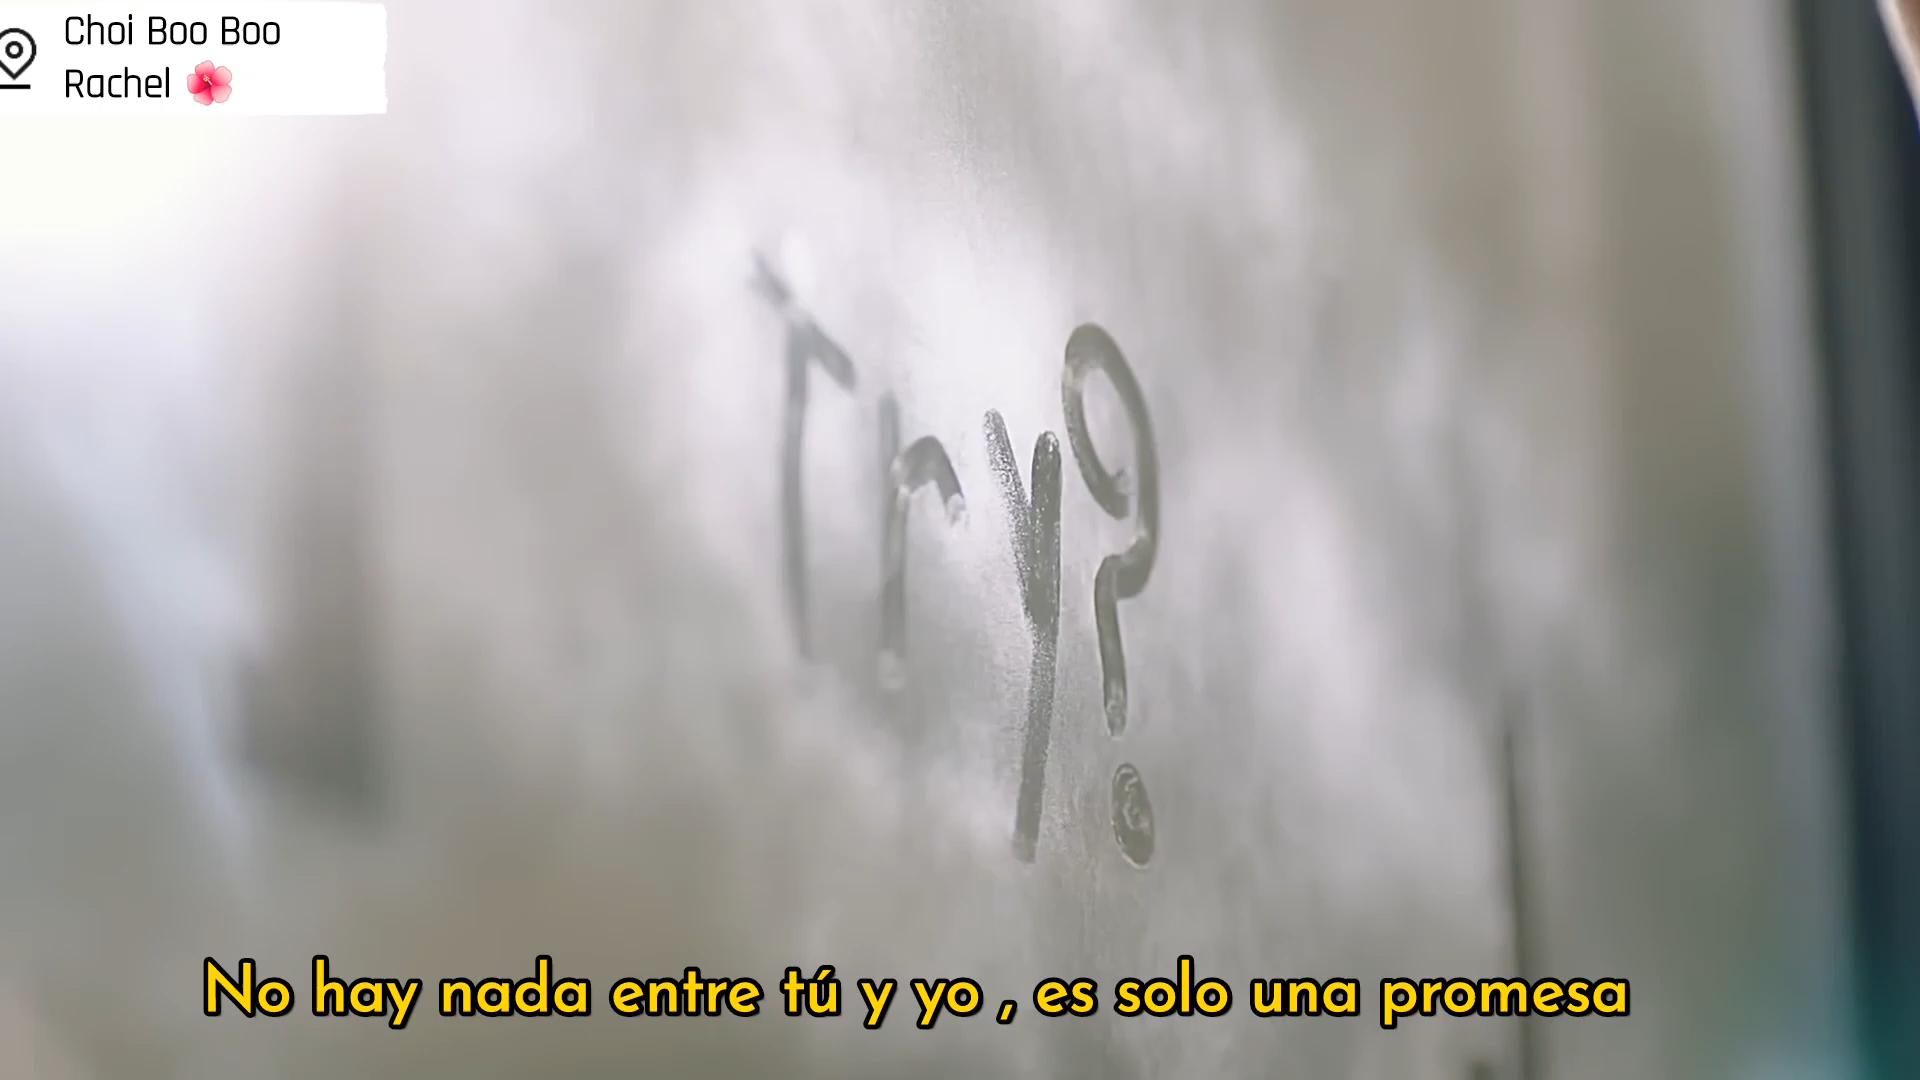 Choi Boo Boo
Rachel 🌺
Try?
No hay nada entre tú y yo , es solo una promesa